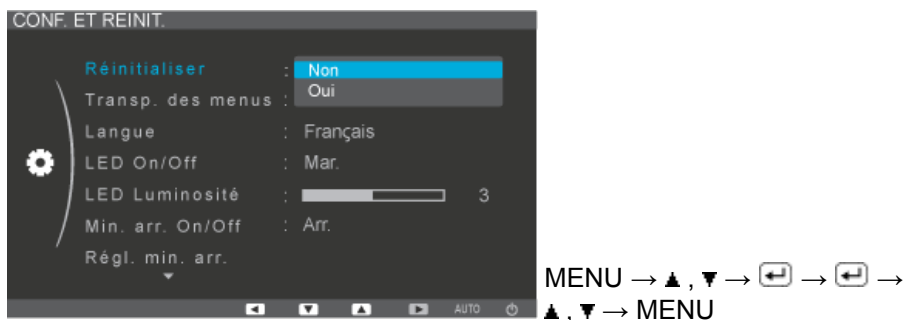 CONF. ET REINIT.
Réinitialiser : Non
Oui
Transp. des menus :
Langue : Français
LED On/Off : Mar.
LED Luminosité : 3
Min. arr. On/Off : Arr.
Régl. min. arr.
AUTO
MENU → ▲ , ▼ → ↵ → ↵ →
▲ , ▼ → MENU